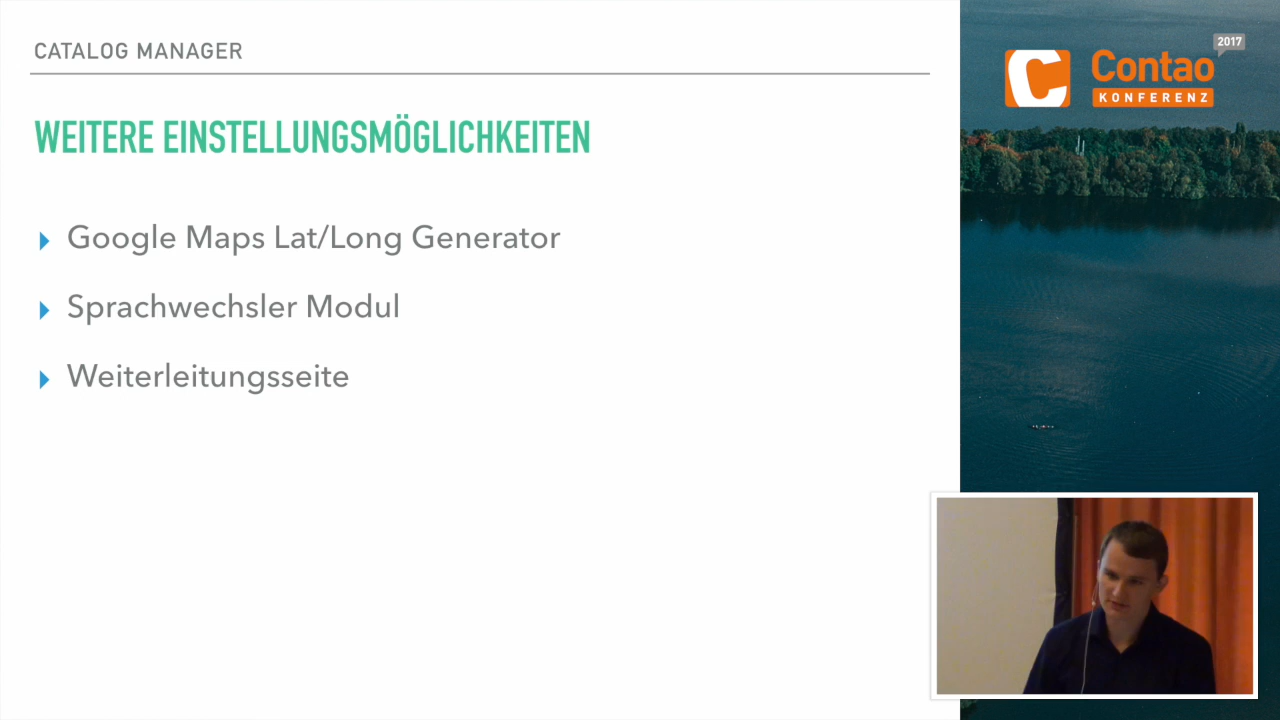 CATALOG MANAGER
WEITERE EINSTELLUNGSMÖGLICHKEITEN
Google Maps Lat/Long Generator
Sprachwechsler Modul
Weiterleitungsseite
2017
Contao
KONFERENZ